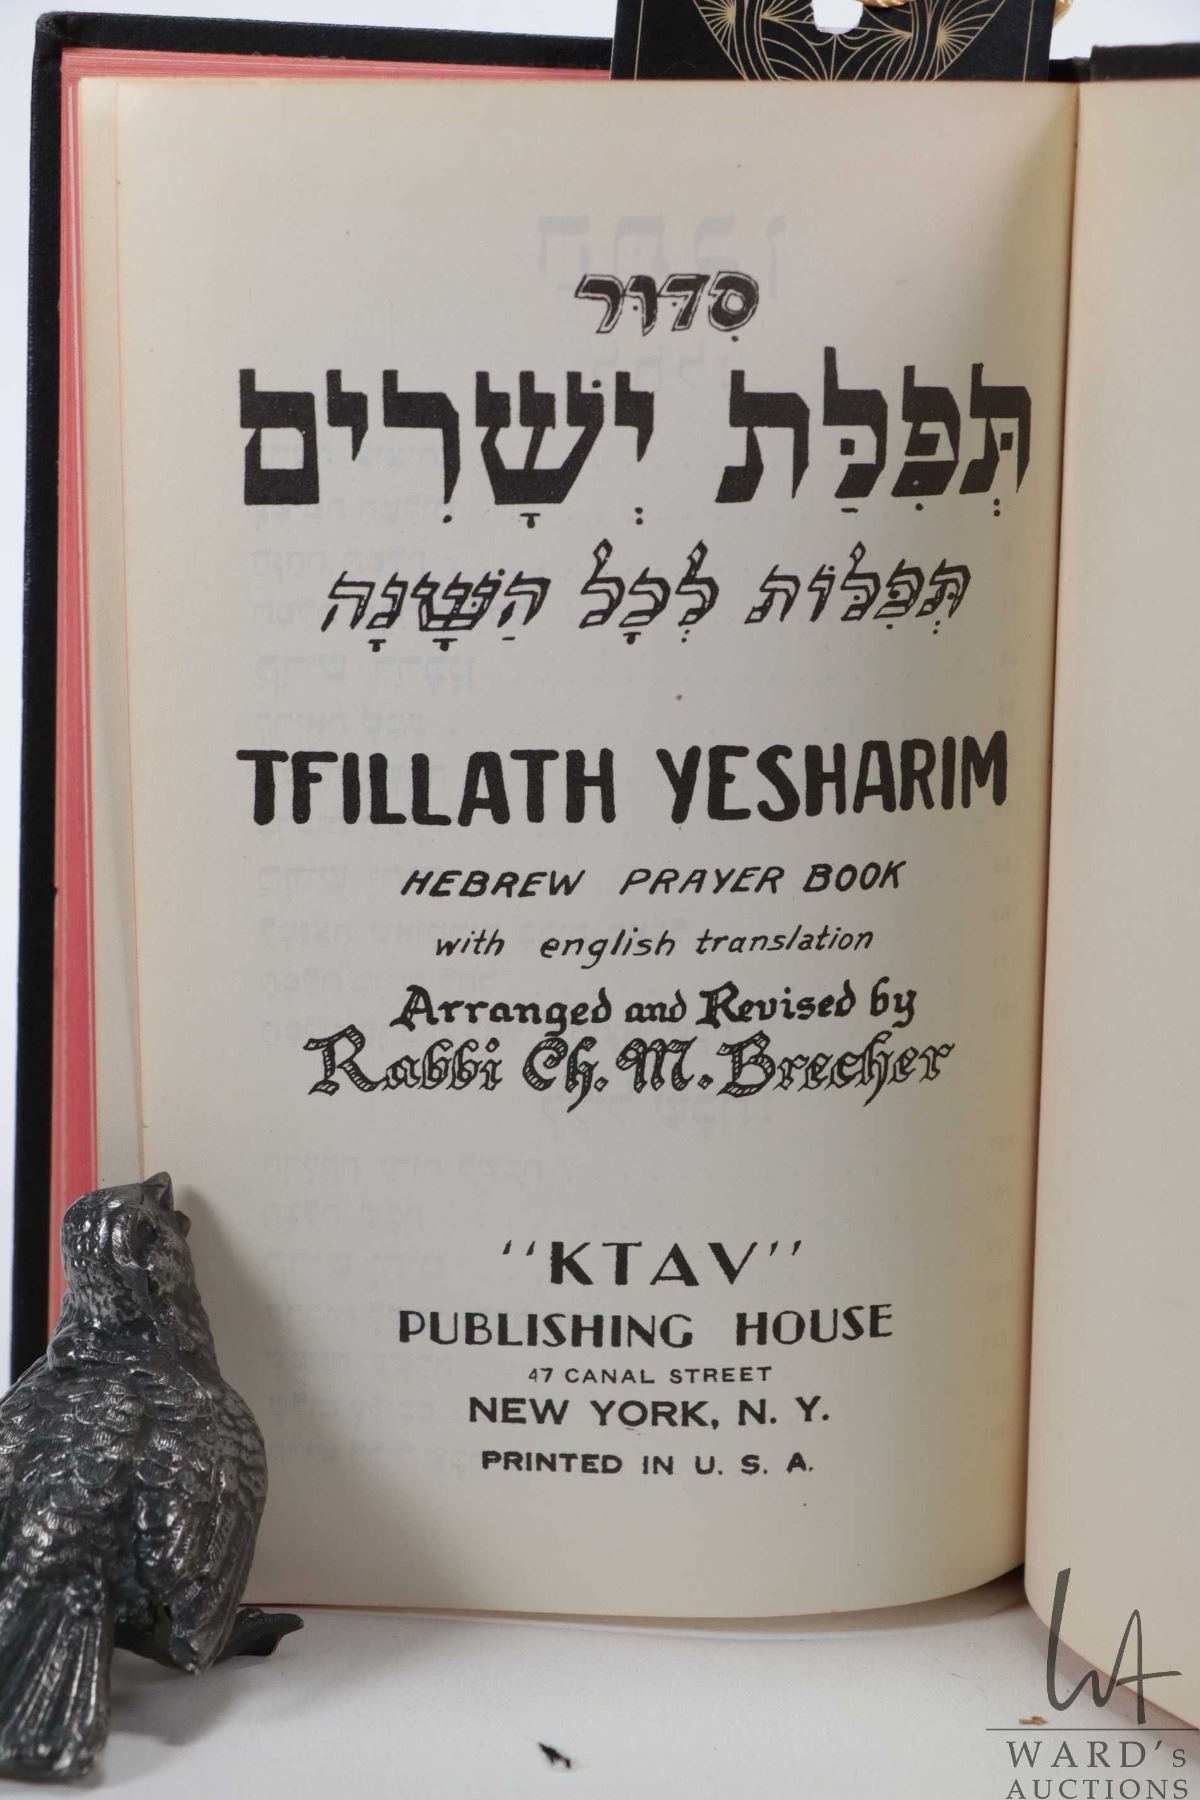 סִדּוּר
תְּפִלַּת יְשָׁרִים
תְּפִלּוֹת לְכָל הַשָּׁנָה
TFILLATH YESHARIM
HEBREW PRAYER BOOK
with english translation
Arranged and Revised by
Rabbi Ch. M. Brecher
"KTAV"
PUBLISHING HOUSE
47 CANAL STREET
NEW YORK, N. Y.
PRINTED IN U. S. A.
WA
WARD's
AUCTIONS